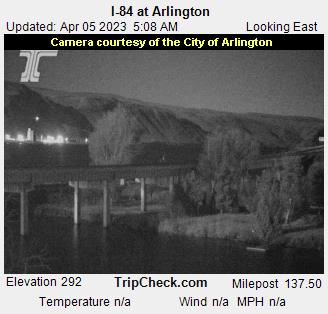 I-84 at Arlington
Updated: Apr 05 2023 5:08 AM Looking East
Camera courtesy of the City of Arlington
Elevation 292 TripCheck.com Milepost 137.50
Temperature n/a Wind n/a MPH n/a